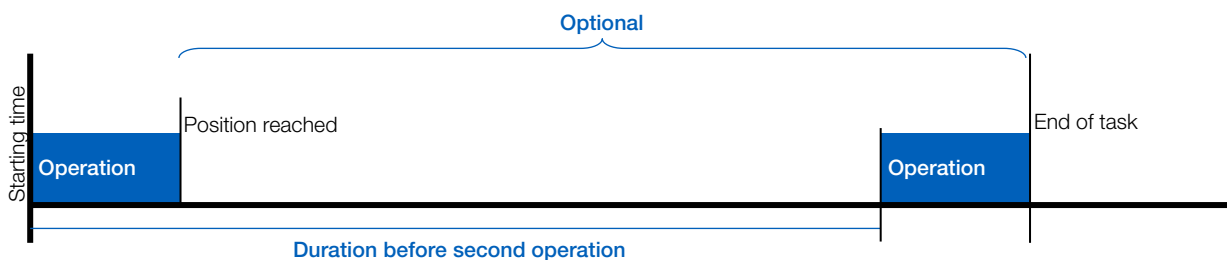 Optional
Starting time
Position reached
End of task
Operation
Operation
Duration before second operation